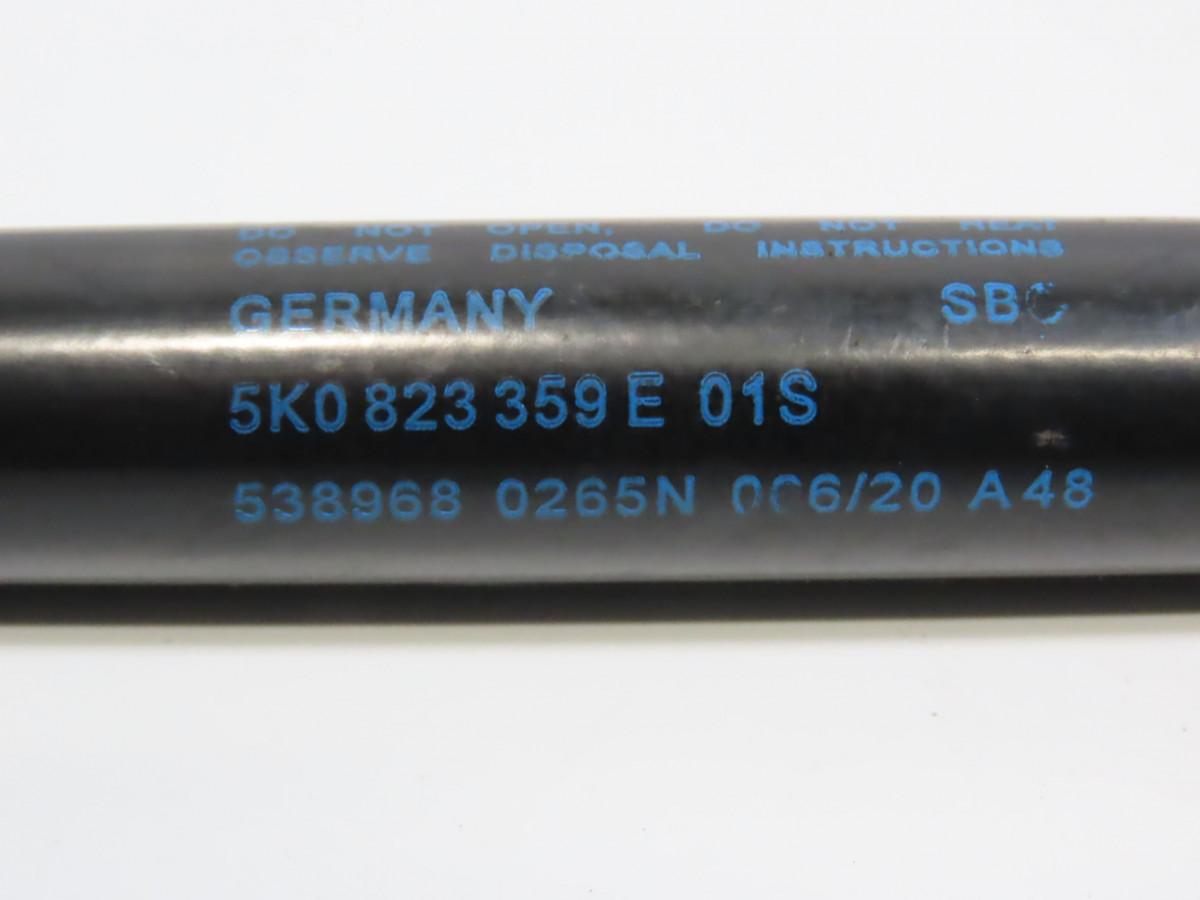 DO NOT OPEN, DO NOT HEAT
OBSERVE DISPOSAL INSTRUCTIONS
GERMANY SBC
5K0 823 359 E 01S
538968 0265N 006/20 A48